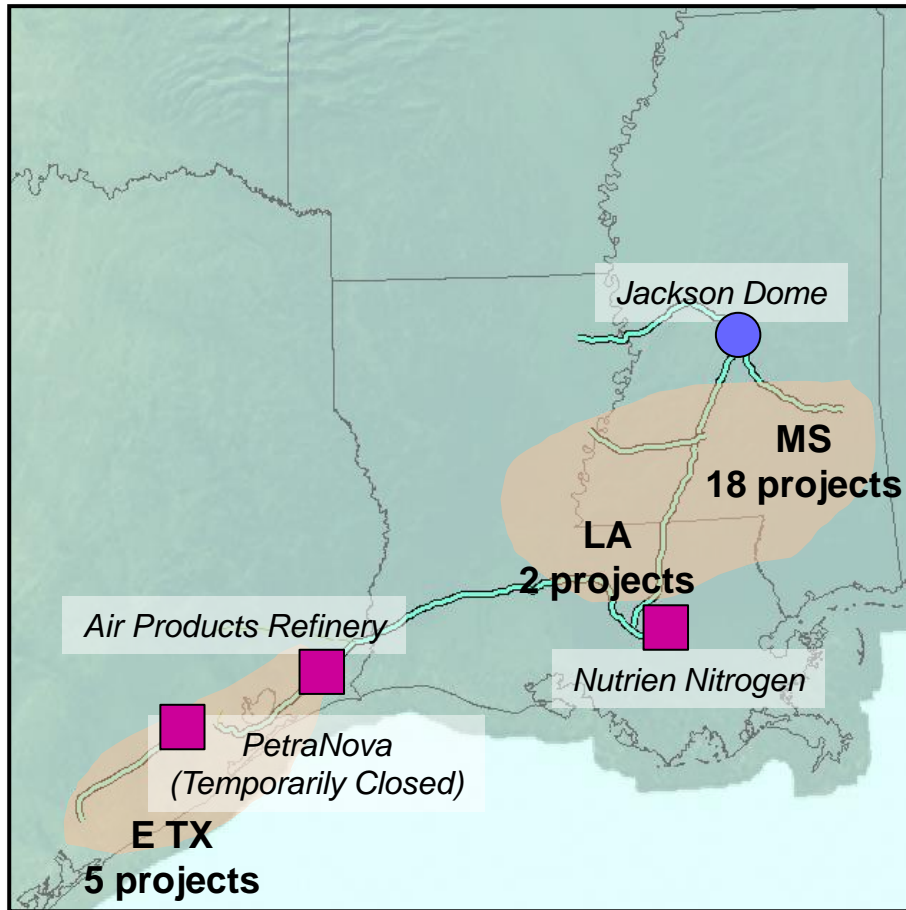 Jackson Dome
MS
18 projects
LA
2 projects
Air Products Refinery
Nutrien Nitrogen
PetraNova
(Temporarily Closed)
E TX
5 projects